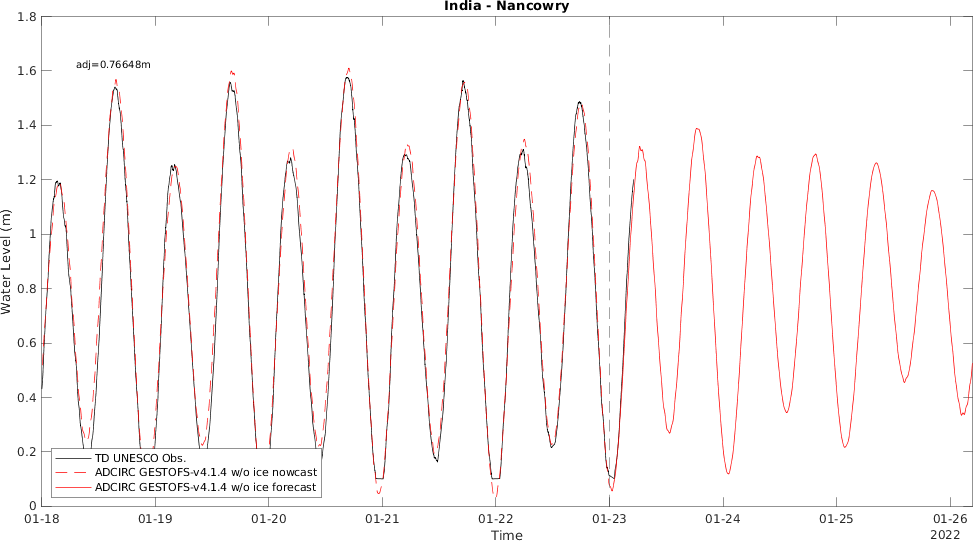 India - Nancowry
adj=0.76648m
1.8
1.6
1.4
1.2
1
0.8
0.6
0.4
0.2
0
Water Level (m)
TD UNESCO Obs.
ADCIRC GESTOFS-v4.1.4 w/o ice nowcast
ADCIRC GESTOFS-v4.1.4 w/o ice forecast
01-18 01-19 01-20 01-21 01-22 01-23 01-24 01-25 01-26
2022
Time